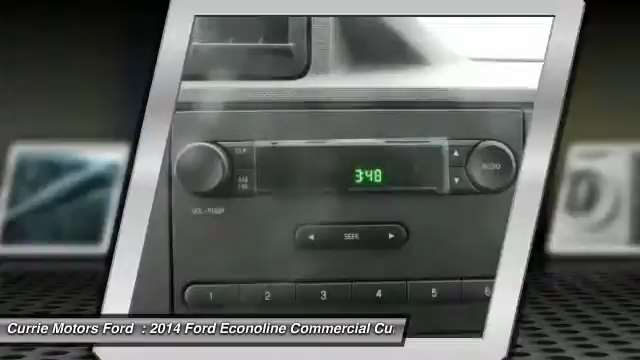 CLK
3:48
AM
FM
VOL-PUSH
AUDIO
◄ SEEK ►
1 2 3 4 5 6
Currie Motors Ford : 2014 Ford Econoline Commercial Cu